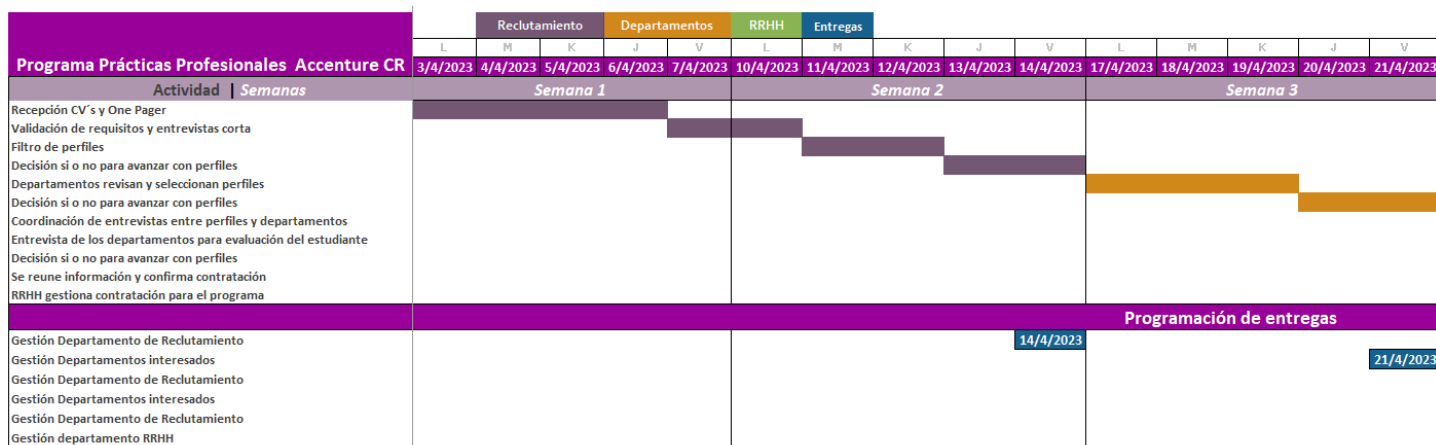 Reclutamiento Departamentos RRHH Entregas
L M K J V L M K J V L M K J V
Programa Prácticas Profesionales Accenture CR 3/4/2023 4/4/2023 5/4/2023 6/4/2023 7/4/2023 10/4/2023 11/4/2023 12/4/2023 13/4/2023 14/4/2023 17/4/2023 18/4/2023 19/4/2023 20/4/2023 21/4/2023
Actividad | Semanas Semana 1 Semana 2 Semana 3
Recepción CV´s y One Pager
Validación de requisitos y entrevistas corta
Filtro de perfiles
Decisión si o no para avanzar con perfiles
Departamentos revisan y seleccionan perfiles
Decisión si o no para avanzar con perfiles
Coordinación de entrevistas entre perfiles y departamentos
Entrevista de los departamentos para evaluación del estudiante
Decisión si o no para avanzar con perfiles
Se reune información y confirma contratación
RRHH gestiona contratación para el programa
Programación de entregas
Gestión Departamento de Reclutamiento 14/4/2023
Gestión Departamentos interesados 21/4/2023
Gestión Departamento de Reclutamiento
Gestión Departamentos interesados
Gestión Departamento de Reclutamiento
Gestión departamento RRHH